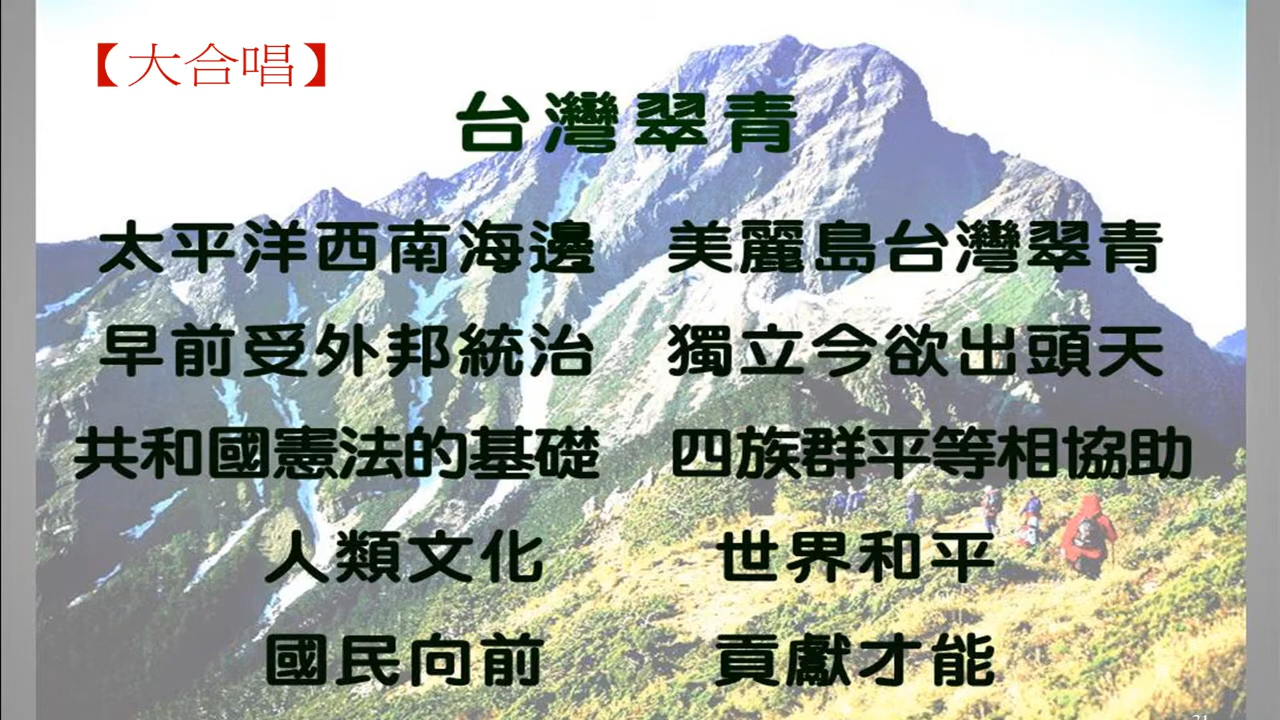 【大合唱】
台灣翠青
太平洋西南海邊 美麗島台灣翠青
早前受外邦統治 獨立今欲出頭天
共和國憲法的基礎 四族群平等相協助
人類文化 世界和平
國民向前 貢獻才能